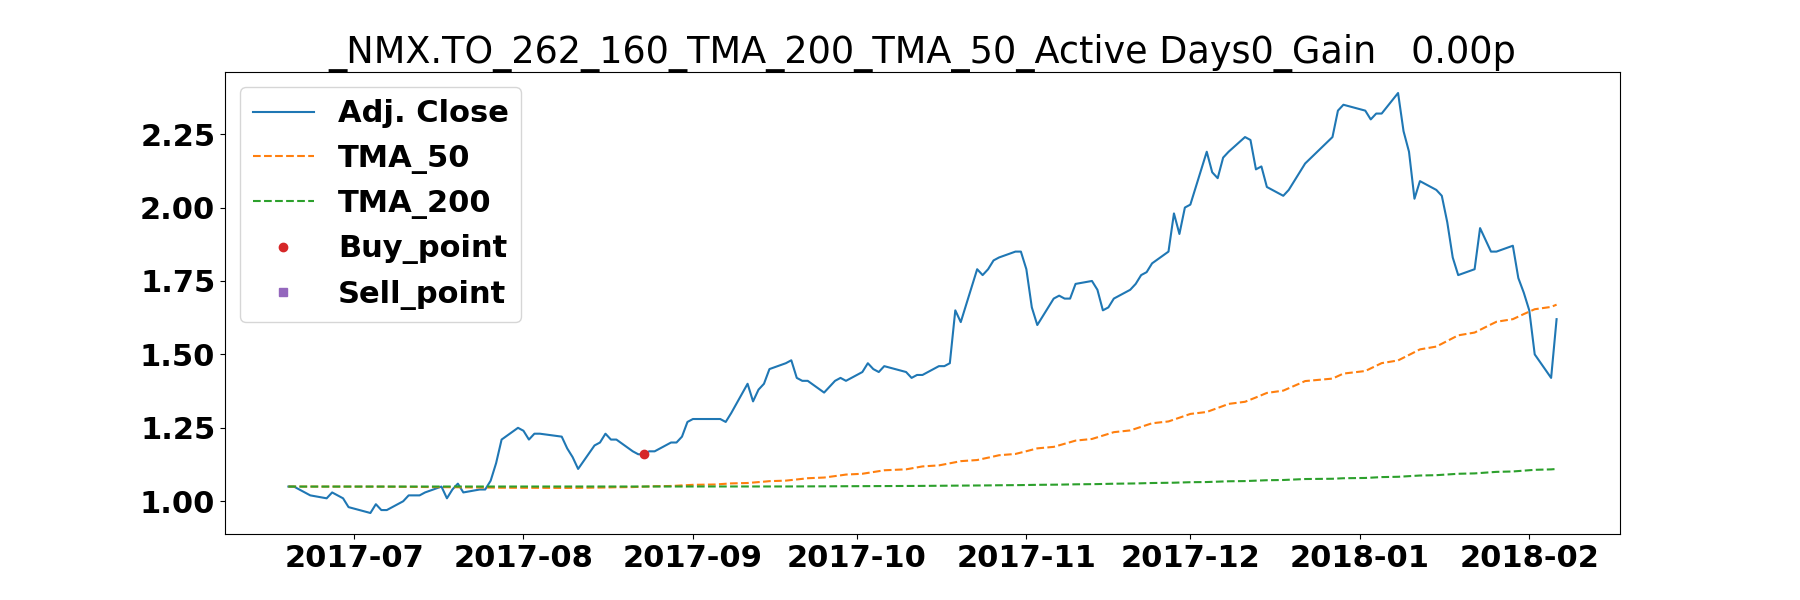 _NMX.TO_262_160_TMA_200_TMA_50_Active Days0_Gain   0.00p
Adj. Close
TMA_50
TMA_200
Buy_point
Sell_point
2.25
2.00
1.75
1.50
1.25
1.00
2017-07 2017-08 2017-09 2017-10 2017-11 2017-12 2018-01 2018-02